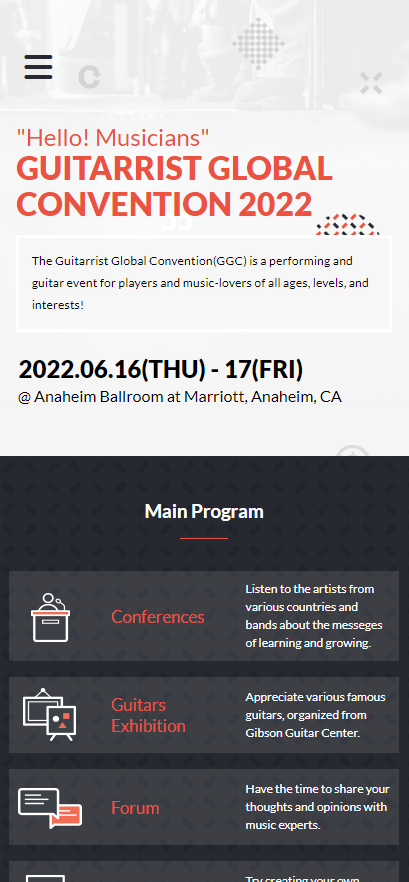 "Hello! Musicians"
GUITARRIST GLOBAL
CONVENTION 2022
The Guitarrist Global Convention(GGC) is a performing and
guitar event for players and music-lovers of all ages, levels, and
interests!
2022.06.16(THU) - 17(FRI)
@ Anaheim Ballroom at Marriott, Anaheim, CA
Main Program
Conferences
Listen to the artists from
various countries and
bands about the messeges
of learning and growing.
Guitars
Exhibition
Appreciate various famous
guitars, organized from
Gibson Guitar Center.
Forum
Have the time to share your
thoughts and opinions with
music experts.
Try creating your own